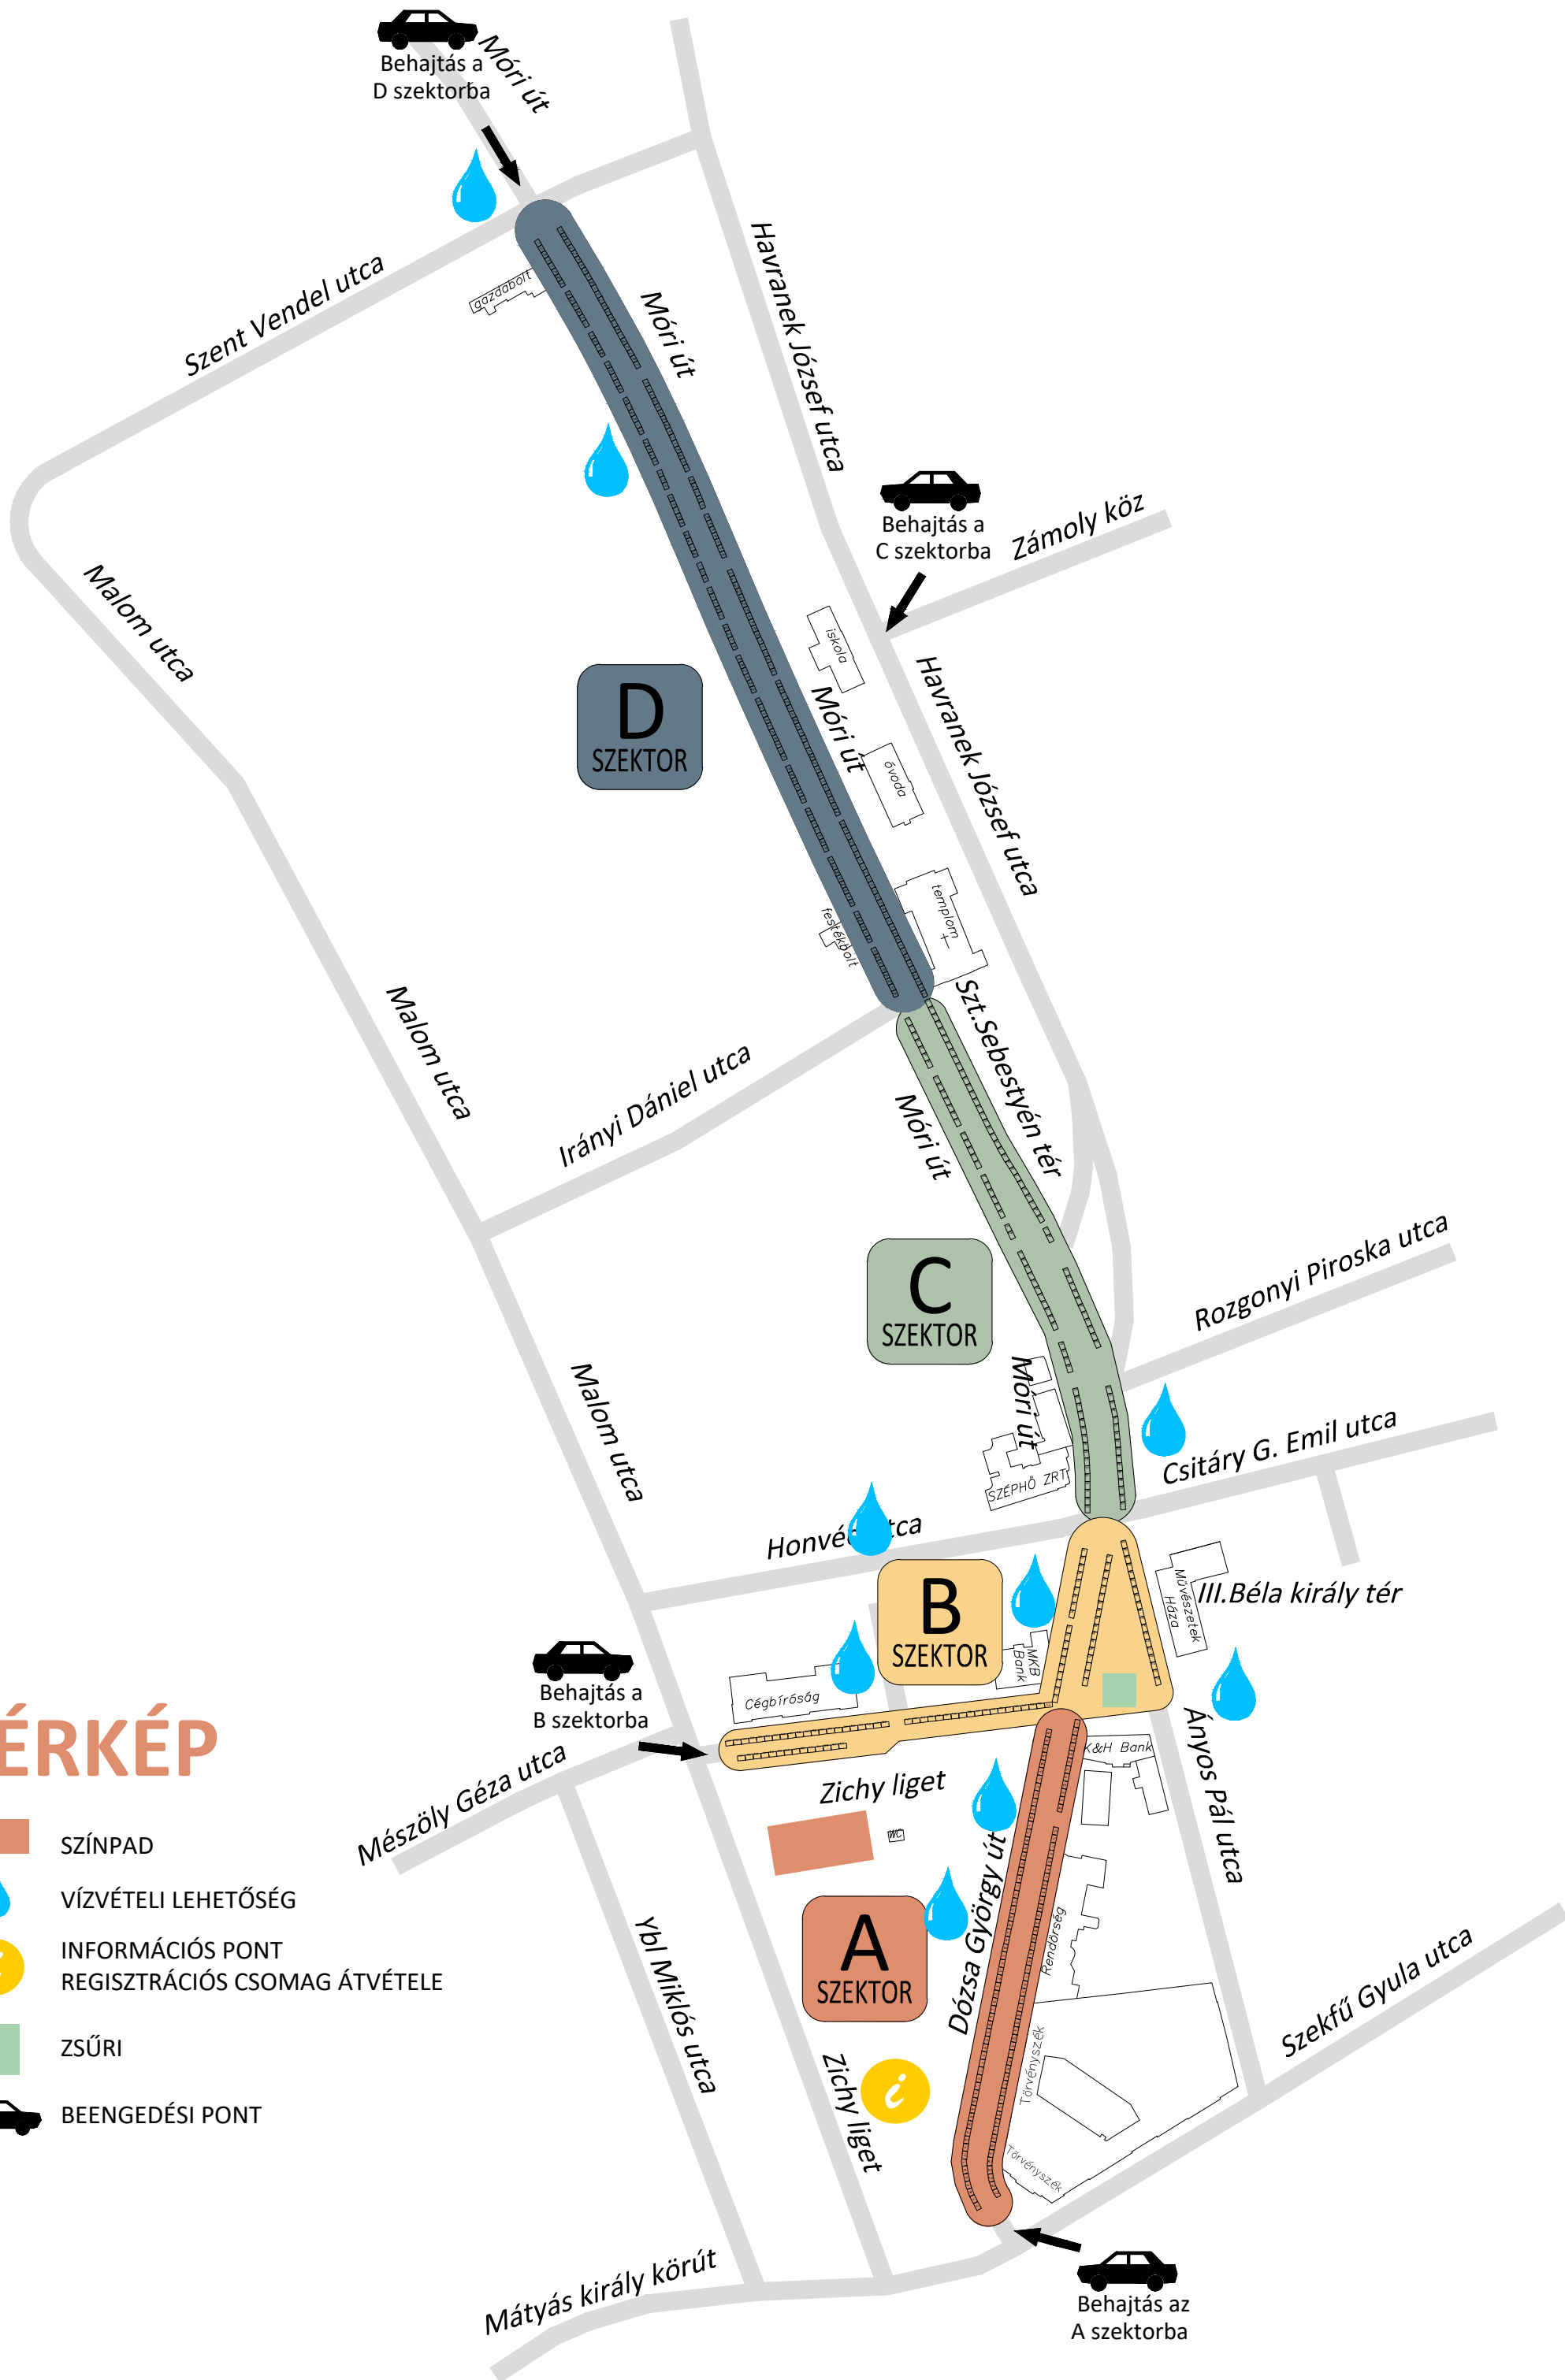 Móri út
Behajtás a
D szektorba
Szent Vendel utca
gazdabolt
Móri út
Havranek József utca
Behajtás a
C szektorba
Zámoly köz
Malom utca
iskola
D
SZEKTOR
Móri út
Havranek József utca
óvoda
templom
festékbolt
Szt.Sebestyén tér
Malom utca
Irányi Dániel utca
Móri út
C
SZEKTOR
Rozgonyi Piroska utca
Móri út
Malom utca
SZÉPHŐ ZRT
Csitáry G. Emil utca
B
SZEKTOR
Művészetek
Háza
III.Béla király tér
MKB
Bank
Cégbíróság
Behajtás a
B szektorba
ÉRKÉP
Mészöly Géza utca
Zichy liget
K&H Bank
Ányos Pál utca
SZÍNPAD
WC
VÍZVÉTELI LEHETŐSÉG
A
SZEKTOR
Dózsa György út
Rendőrség
INFORMÁCIÓS PONT
REGISZTRÁCIÓS CSOMAG ÁTVÉTELE
Ybl Miklós utca
Szekfű Gyula utca
ZSŰRI
Zichy liget
i
Törvényszék
BEENGEDÉSI PONT
Törvényszék
Mátyás király körút
Behajtás az
A szektorba